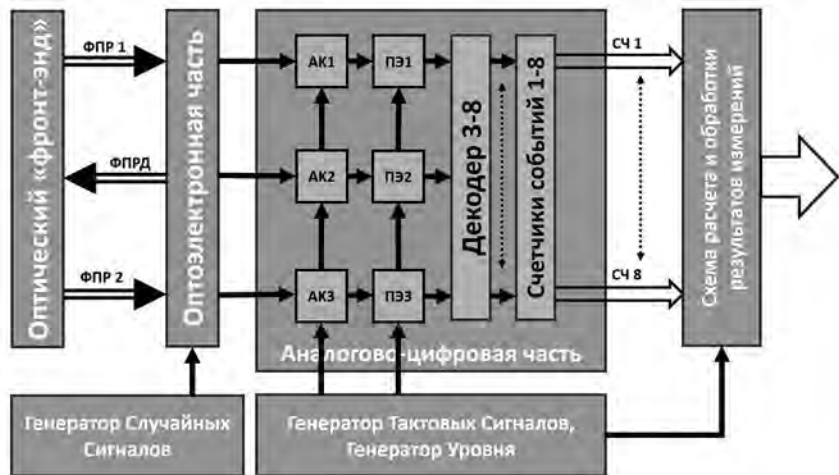 Оптический «фронт-энд»
ФПР 1
ФПРД
ФПР 2
Оптоэлектронная часть
АК1
ПЭ1
АК2
ПЭ2
АК3
ПЭ3
Декодер 3-8
Счетчики событий 1-8
Аналогово-цифровая часть
СЧ 1
СЧ 8
Схема расчета и обработки
результатов измерений
Генератор Случайных
Сигналов
Генератор Тактовых Сигналов,
Генератор Уровня